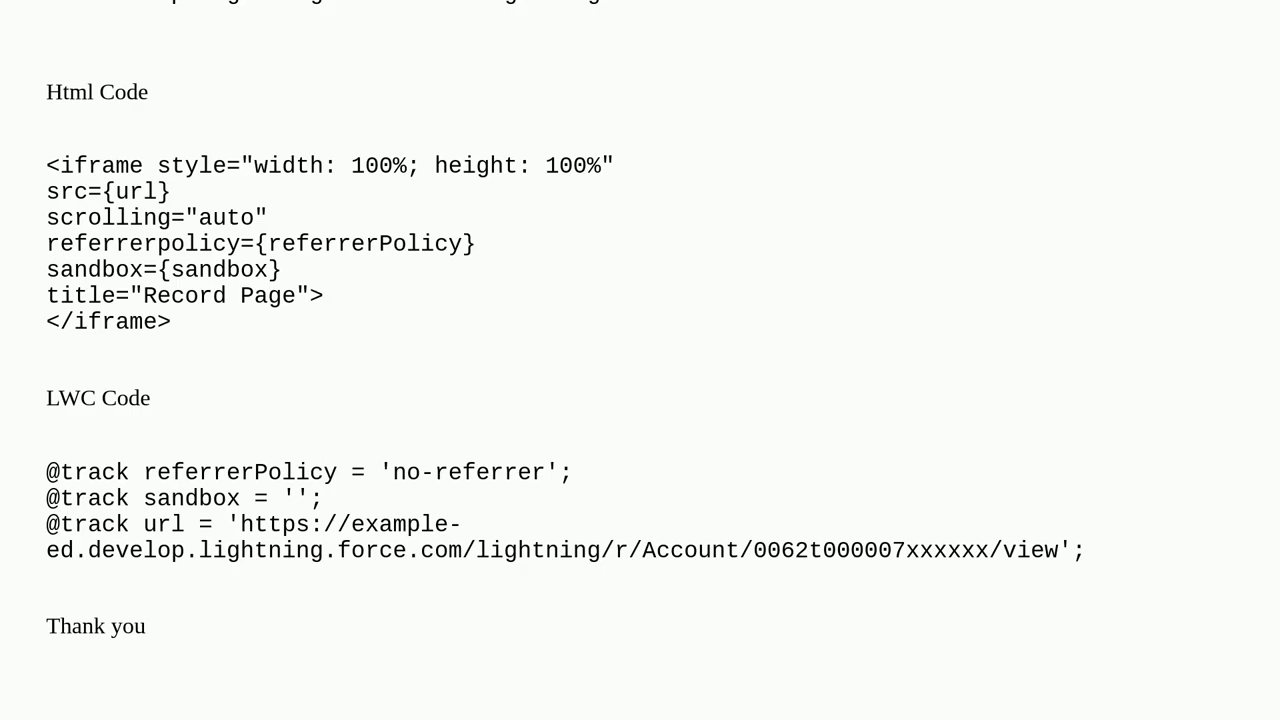 Html Code
<iframe style="width: 100%; height: 100%"
src={url}
scrolling="auto"
referrerpolicy={referrerPolicy}
sandbox={sandbox}
title="Record Page">
</iframe>
LWC Code
@track referrerPolicy = 'no-referrer';
@track sandbox = '';
@track url = 'https://example-
ed.develop.lightning.force.com/lightning/r/Account/0062t000007xxxxxx/view';
Thank you